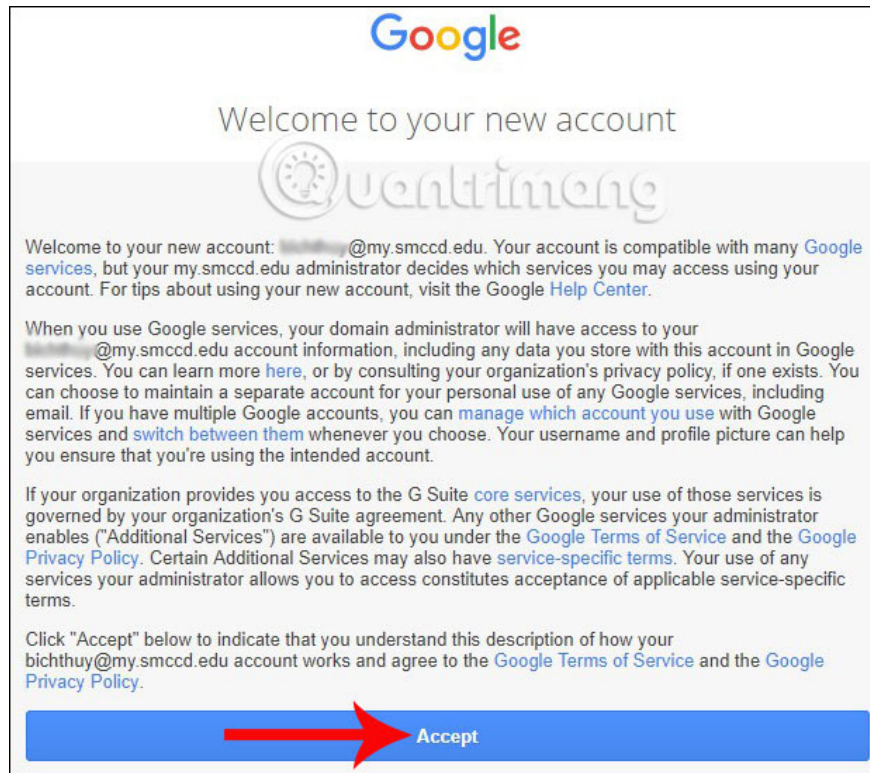 Google
Welcome to your new account
Quantrimang
Welcome to your new account: @my.smccd.edu. Your account is compatible with many Google
services, but your my.smccd.edu administrator decides which services you may access using your
account. For tips about using your new account, visit the Google Help Center.
When you use Google services, your domain administrator will have access to your
@my.smccd.edu account information, including any data you store with this account in Google
services. You can learn more here, or by consulting your organization's privacy policy, if one exists. You
can choose to maintain a separate account for your personal use of any Google services, including
email. If you have multiple Google accounts, you can manage which account you use with Google
services and switch between them whenever you choose. Your username and profile picture can help
you ensure that you're using the intended account.
If your organization provides you access to the G Suite core services, your use of those services is
governed by your organization's G Suite agreement. Any other Google services your administrator
enables ("Additional Services") are available to you under the Google Terms of Service and the Google
Privacy Policy. Certain Additional Services may also have service-specific terms. Your use of any
services your administrator allows you to access constitutes acceptance of applicable service-specific
terms.
Click "Accept" below to indicate that you understand this description of how your
bichthuy@my.smccd.edu account works and agree to the Google Terms of Service and the Google
Privacy Policy.
Accept